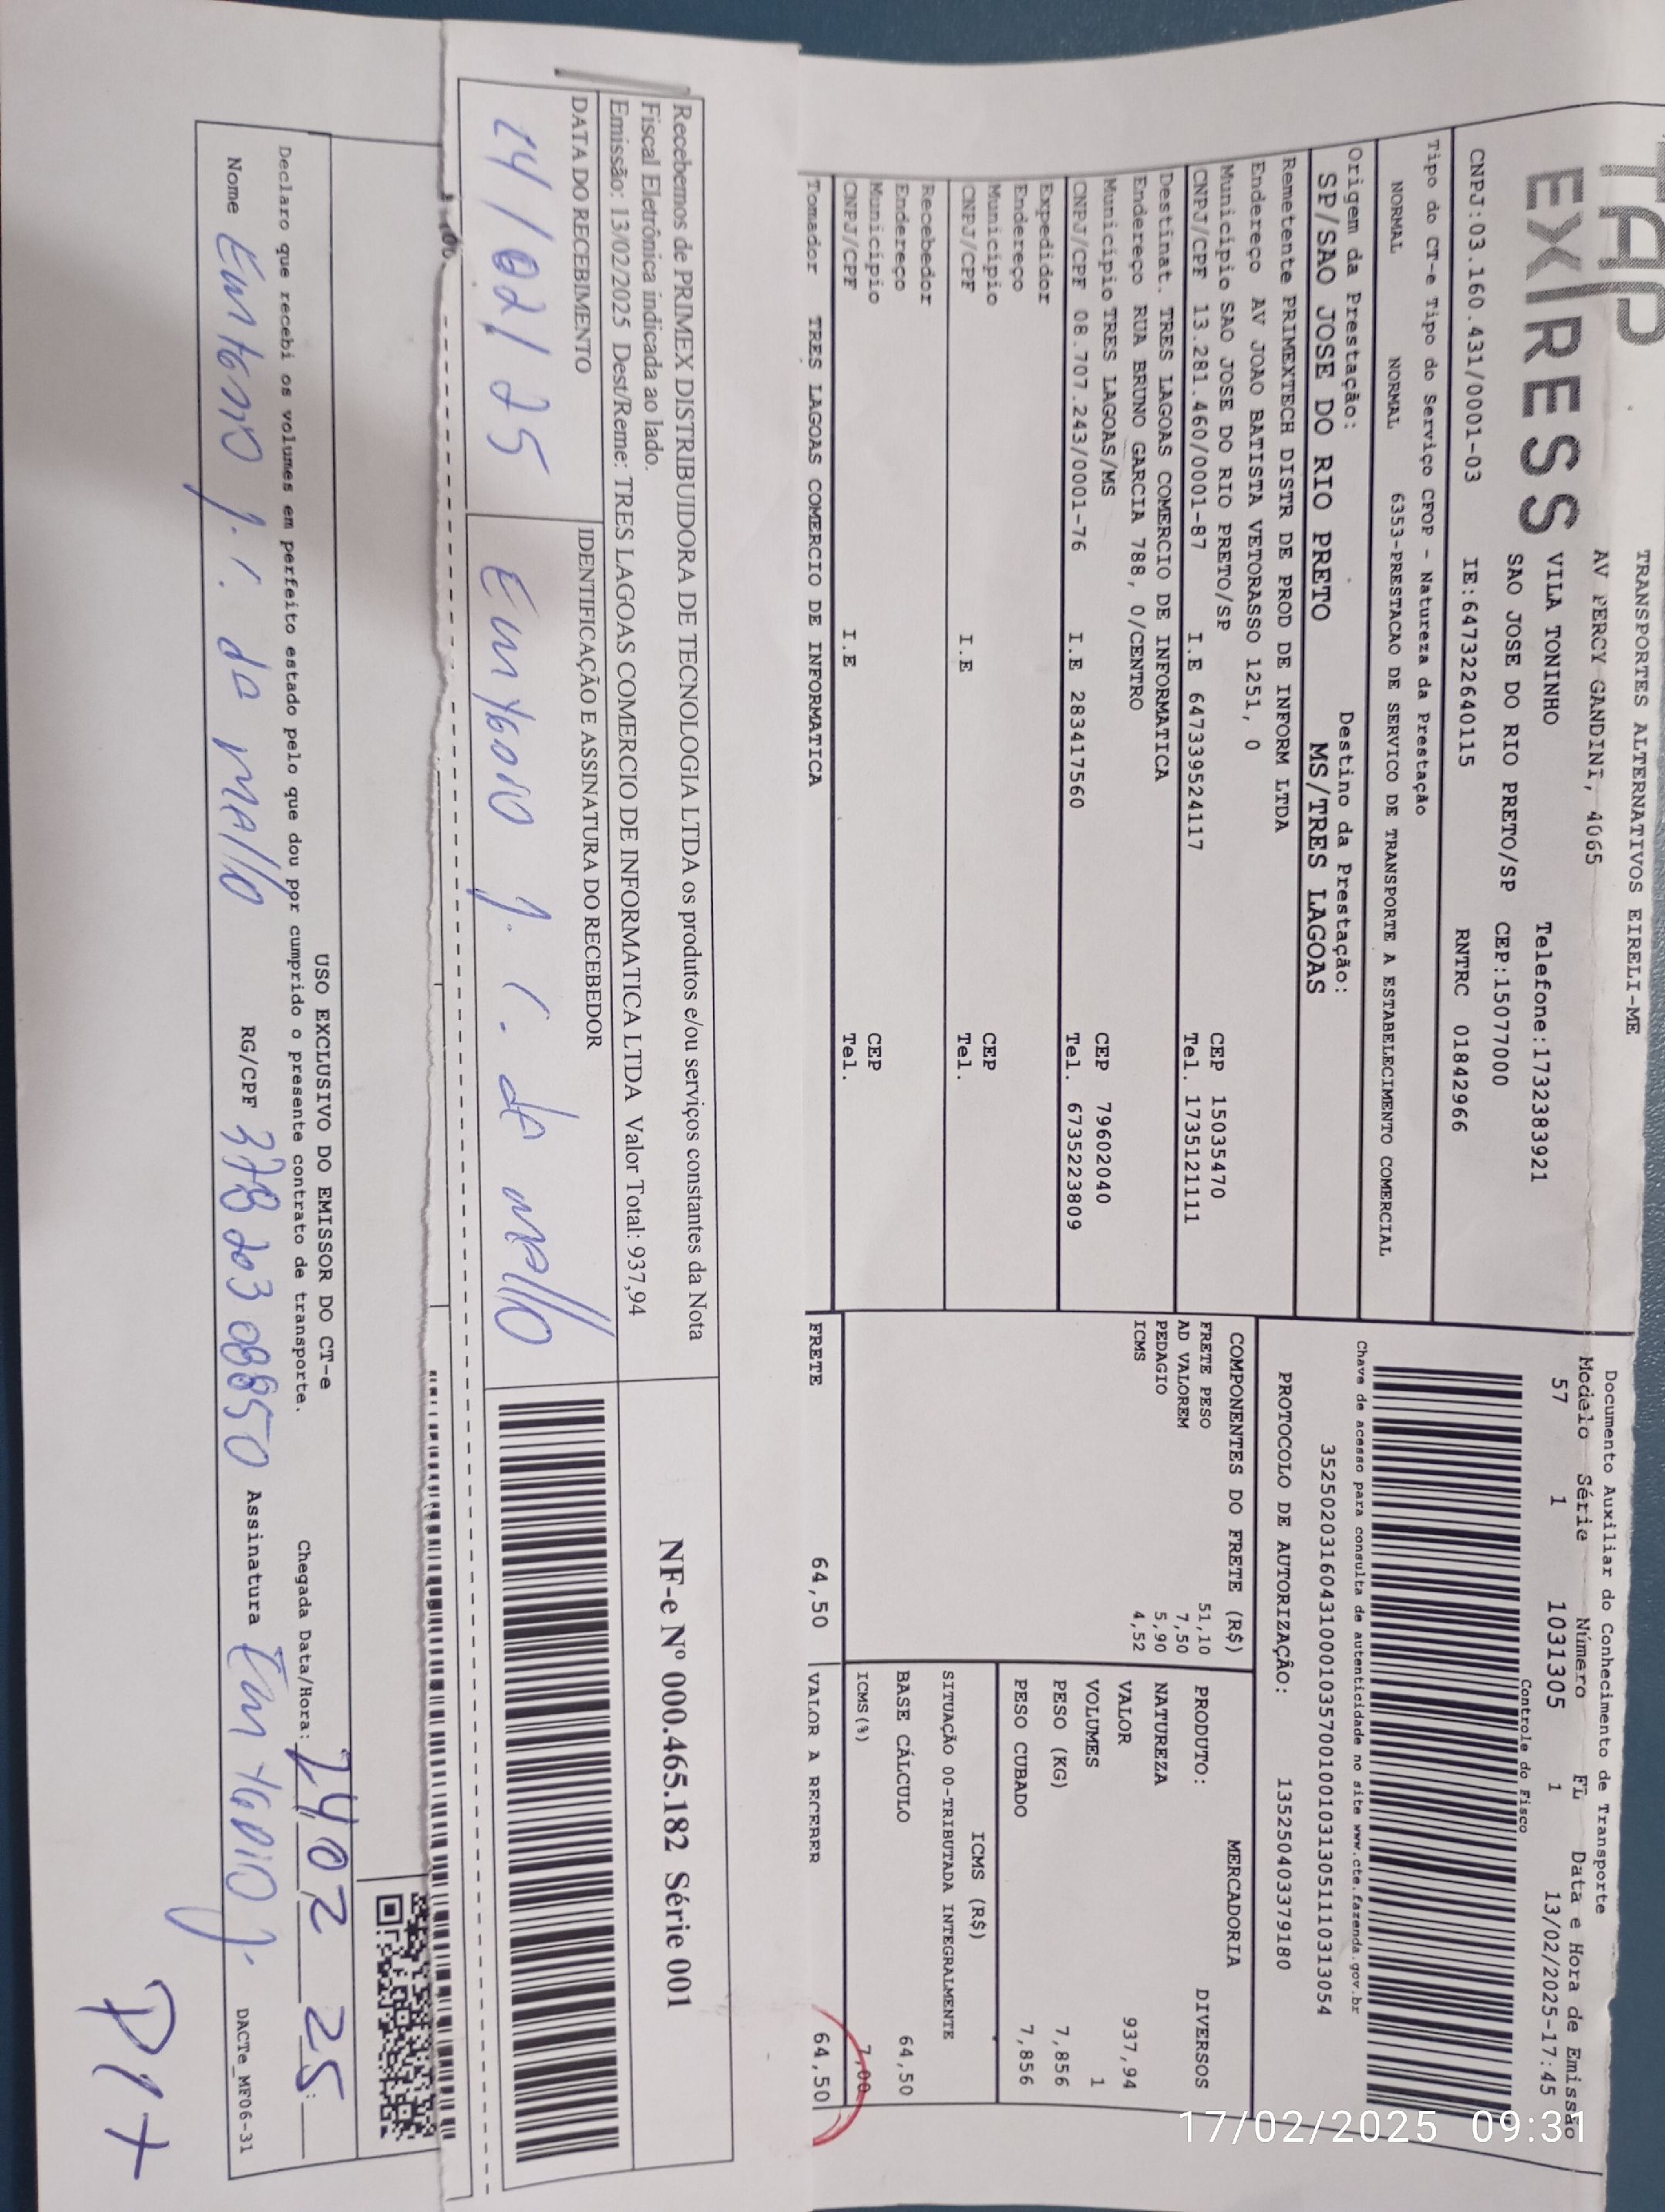 TAP
EX|RESS
TRANSPORTES ALTERNATIVOS EIRELI-ME
AV PERCY GANDINI, 4065
VILA TONINHO Telefone:1732383921
SAO JOSE DO RIO PRETO/SP CEP:15077000
CNPJ:03.160.431/0001-03 IE:647322640115 RNTRC 01842966
Tipo do CT-e Tipo do Serviço CFOP - Natureza da Prestação
NORMAL NORMAL 6353-PRESTACAO DE SERVICO DE TRANSPORTE A ESTABELECIMENTO COMERCIAL
Origem da Prestação: Destino da Prestação:
SP/SAO JOSE DO RIO PRETO MS/TRES LAGOAS
Remetente PRIMEXTECH DISTR DE PROD DE INFORM LTDA
Endereço AV JOAO BATISTA VETORASSO 1251, 0
Município SAO JOSE DO RIO PRETO/SP CEP 15035470
CNPJ/CPF 13.281.460/0001-87 I.E 647339524117 Tel. 1735121111
Destinat. TRES LAGOAS COMERCIO DE INFORMATICA
Endereço RUA BRUNO GARCIA 788, 0/CENTRO
Município TRES LAGOAS/MS CEP 79602040
CNPJ/CPF 08.707.243/0001-76 I.E 283417560 Tel. 6735223809
Expedidor
Endereço
Município CEP
CNPJ/CPF I.E Tel.
Recebedor
Endereço
Município CEP
CNPJ/CPF I.E Tel.
Tomador TRES LAGOAS COMERCIO DE INFORMATICA
Documento Auxiliar do Conhecimento de Transporte
Modelo Série Número FL Data e Hora de Emissão
57 1 1031305 1 13/02/2025-17:45
Controle do Fisco
Chave de acesso para consulta de autenticidade no site www.cte.fazenda.gov.br
35250203160431000103570010010313051110313054
PROTOCOLO DE AUTORIZAÇÃO: 135250403379180
COMPONENTES DO FRETE (R$)
FRETE PESO 51,10
AD VALOREM 7,50
PEDAGIO 5,90
ICMS 4,52
MERCADORIA
PRODUTO: DIVERSOS
NATUREZA
VALOR 937,94
VOLUMES 1
PESO (KG) 7,856
PESO CUBADO 7,856
ICMS (R$)
SITUAÇÃO 00-TRIBUTADA INTEGRALMENTE
BASE CÁLCULO 64,50
ICMS(%) 7,00
FRETE 64,50 VALOR A RECEBER 64,50
17/02/2025 09:31
Recebemos de PRIMEX DISTRIBUIDORA DE TECNOLOGIA LTDA os produtos e/ou serviços constantes da Nota
Fiscal Eletrônica indicada ao lado.
Emissão: 13/02/2025 Dest/Reme: TRES LAGOAS COMERCIO DE INFORMATICA LTDA Valor Total: 937,94
DATA DO RECEBIMENTO IDENTIFICAÇÃO E ASSINATURA DO RECEBEDOR
14/02/25
NF-e Nº 000.465.182 Série 001
USO EXCLUSIVO DO EMISSOR DO CT-e
Declaro que recebi os volumes em perfeito estado pelo que dou por cumprido o presente contrato de transporte.
Chegada Data/Hora: 14 02 25
Nome RG/CPF 378 203 08850 Assinatura
DACTe_MF06-31